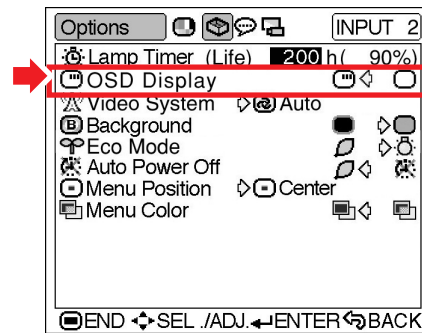 Options INPUT 2
Lamp Timer (Life) 200 h( 90%)
OSD Display
Video System Auto
B Background
Eco Mode
Auto Power Off
Menu Position Center
Menu Color
END SEL ./ADJ. ENTER BACK